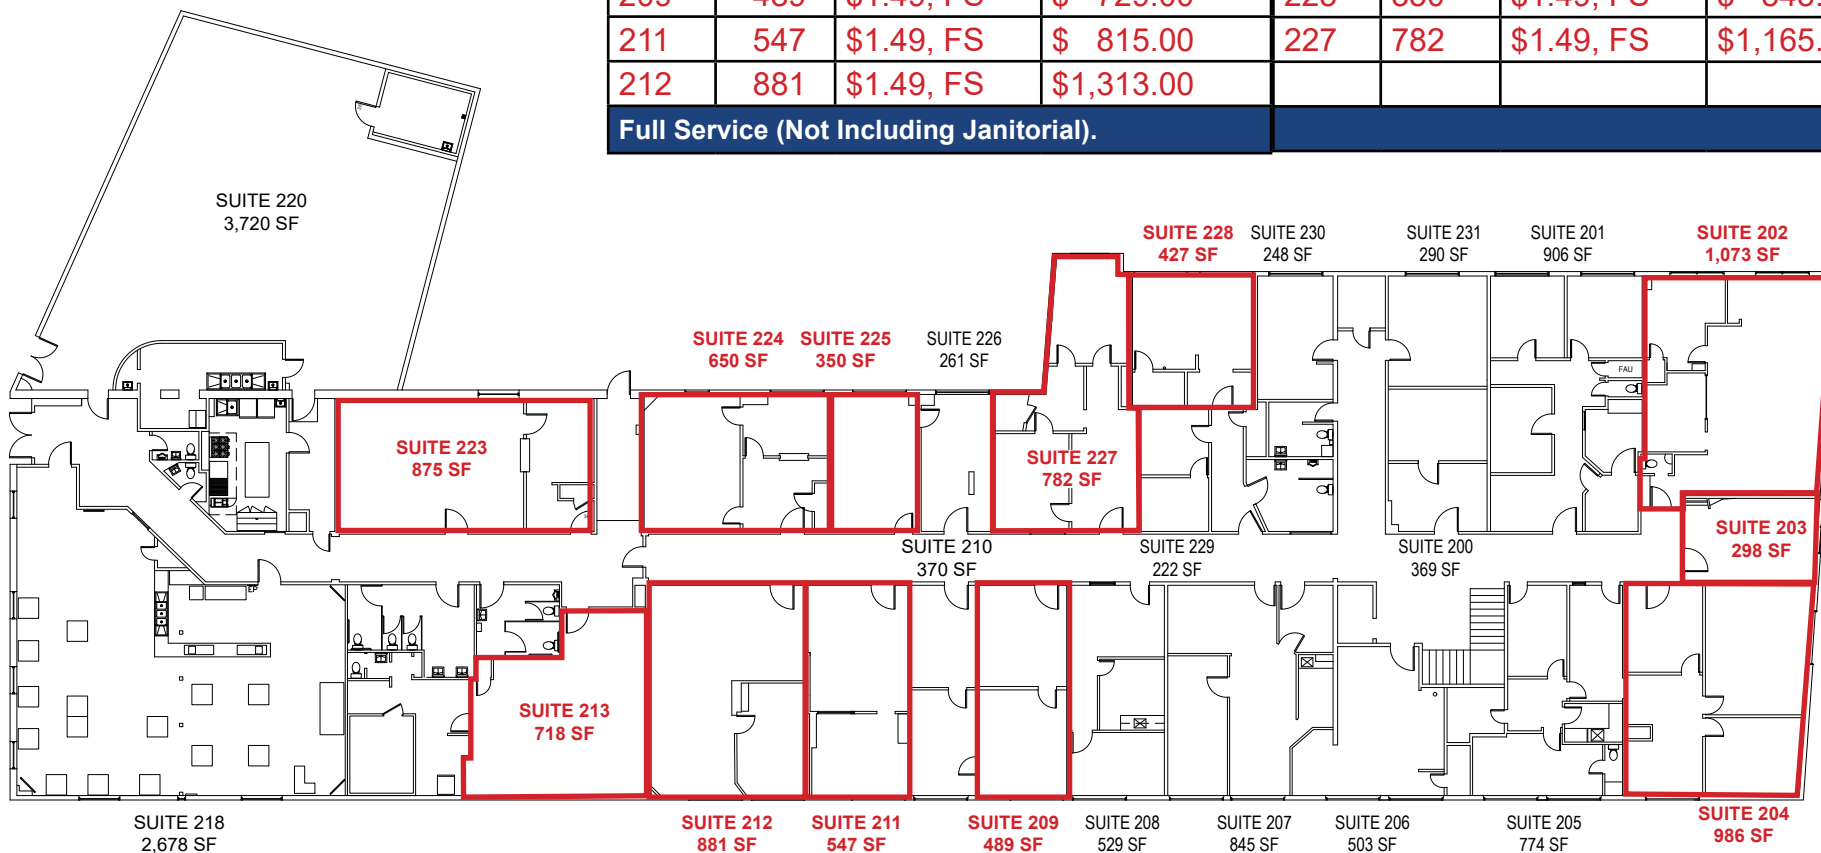 211 547 $1.49, FS $ 815.00 227 782 $1.49, FS $1,165.
212 881 $1.49, FS $1,313.00
Full Service (Not Including Janitorial).
SUITE 220
3,720 SF
SUITE 228
427 SF
SUITE 230
248 SF
SUITE 231
290 SF
SUITE 201
906 SF
SUITE 202
1,073 SF
SUITE 224
650 SF
SUITE 225
350 SF
SUITE 226
261 SF
FAU
SUITE 223
875 SF
SUITE 227
782 SF
SUITE 203
298 SF
SUITE 210
370 SF
SUITE 229
222 SF
SUITE 200
369 SF
SUITE 213
718 SF
SUITE 218
2,678 SF
SUITE 212
881 SF
SUITE 211
547 SF
SUITE 209
489 SF
SUITE 208
529 SF
SUITE 207
845 SF
SUITE 206
503 SF
SUITE 205
774 SF
SUITE 204
986 SF